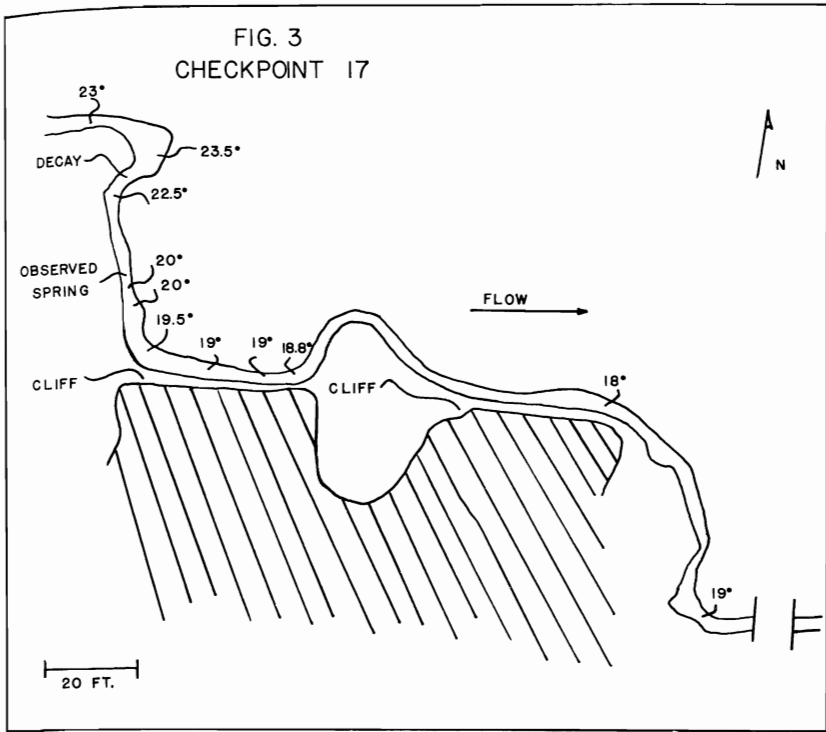 FIG. 3
CHECKPOINT 17
23°
23.5°
DECAY
N
22.5°
OBSERVED
SPRING
20°
20°
FLOW
19.5°
19°
19°
18.8°
CLIFF
CLIFF
18°
19°
20 FT.